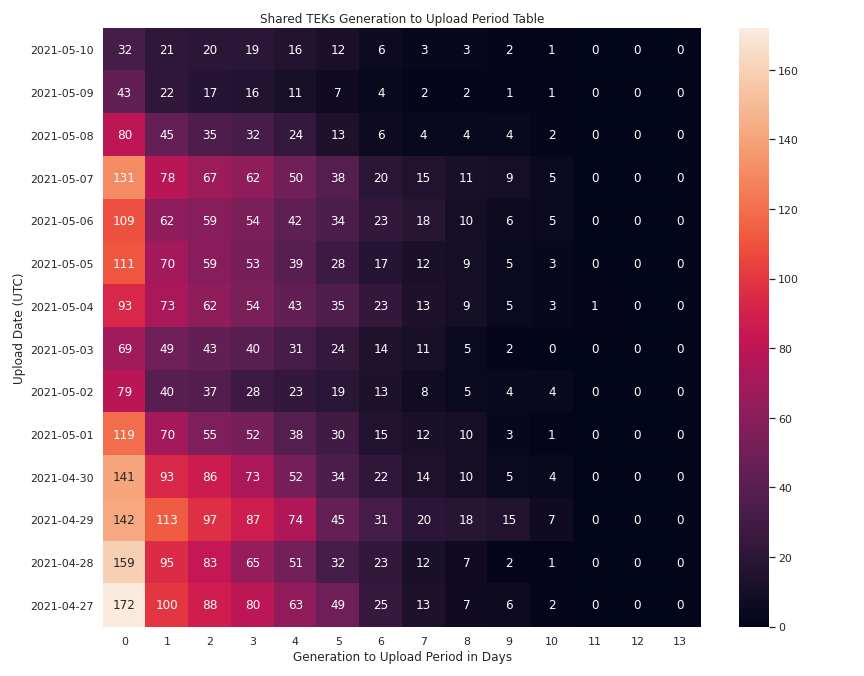 Shared TEKs Generation to Upload Period Table
2021-05-10 32 21 20 19 16 12 6 3 3 2 1 0 0 0
2021-05-09 43 22 17 16 11 7 4 2 2 1 1 0 0 0
2021-05-08 80 45 35 32 24 13 6 4 4 4 2 0 0 0
2021-05-07 131 78 67 62 50 38 20 15 11 9 5 0 0 0
2021-05-06 109 62 59 54 42 34 23 18 10 6 5 0 0 0
2021-05-05 111 70 59 53 39 28 17 12 9 5 3 0 0 0
2021-05-04 93 73 62 54 43 35 23 13 9 5 3 1 0 0
2021-05-03 69 49 43 40 31 24 14 11 5 2 0 0 0 0
2021-05-02 79 40 37 28 23 19 13 8 5 4 4 0 0 0
2021-05-01 119 70 55 52 38 30 15 12 10 3 1 0 0 0
2021-04-30 141 93 86 73 52 34 22 14 10 5 4 0 0 0
2021-04-29 142 113 97 87 74 45 31 20 18 15 7 0 0 0
2021-04-28 159 95 83 65 51 32 23 12 7 2 1 0 0 0
2021-04-27 172 100 88 80 63 49 25 13 7 6 2 0 0 0
0 1 2 3 4 5 6 7 8 9 10 11 12 13
Generation to Upload Period in Days
Upload Date (UTC)
160
140
120
100
80
60
40
20
0